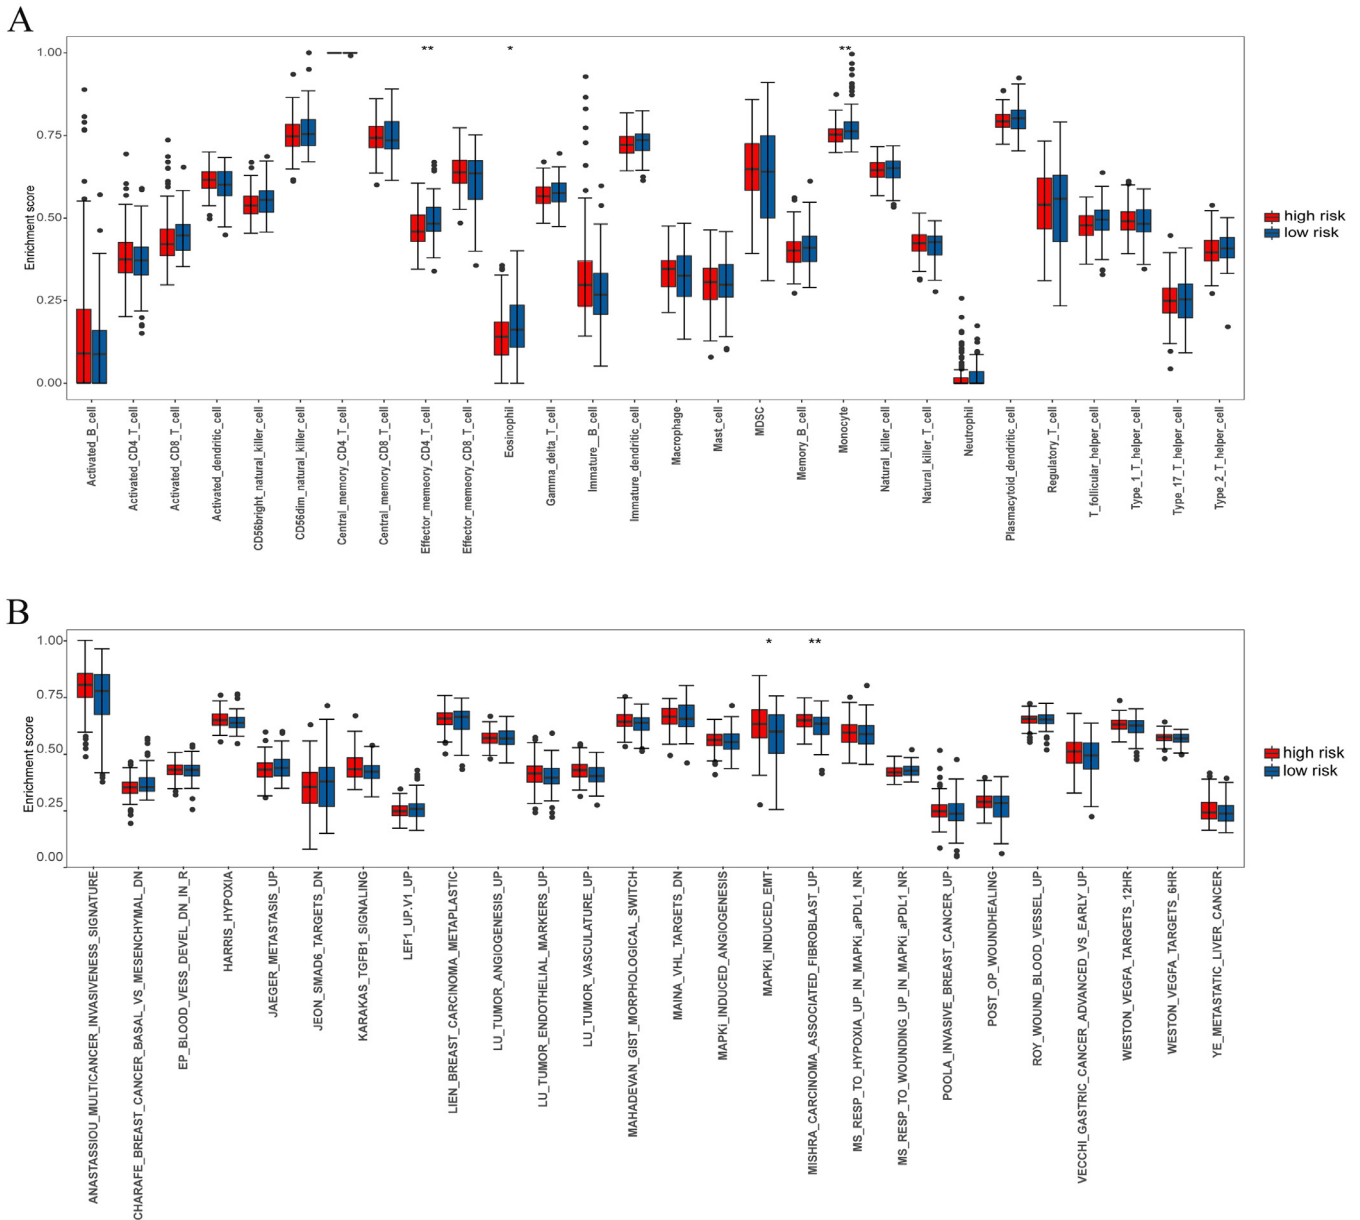 A
1.00
0.75
0.50
0.25
0.00
Enrichment score
**
*
**
high risk
low risk
Activated_B_cell
Activated_CD4_T_cell
Activated_CD8_T_cell
Activated_dendritic_cell
CD56bright_natural_killer_cell
CD56dim_natural_killer_cell
Central_memory_CD4_T_cell
Central_memory_CD8_T_cell
Effector_memeory_CD4_T_cell
Effector_memeory_CD8_T_cell
Eosinophil
Gamma_delta_T_cell
Immature__B_cell
Immature_dendritic_cell
Macrophage
Mast_cell
MDSC
Memory_B_cell
Monocyte
Natural_killer_cell
Natural_killer_T_cell
Neutrophil
Plasmacytoid_dendritic_cell
Regulatory_T_cell
T_follicular_helper_cell
Type_1_T_helper_cell
Type_17_T_helper_cell
Type_2_T_helper_cell
B
1.00
0.75
0.50
0.25
0.00
Enrichment score
*
**
high risk
low risk
ANASTASSIOU_MULTICANCER_INVASIVENESS_SIGNATURE
CHARAFE_BREAST_CANCER_BASAL_VS_MESENCHYMAL_DN
EP_BLOOD_VESS_DEVEL_DN_IN_R
HARRIS_HYPOXIA
JAEGER_METASTASIS_UP
JEON_SMAD6_TARGETS_DN
KARAKAS_TGFB1_SIGNALING
LEF1_UP.V1_UP
LIEN_BREAST_CARCINOMA_METAPLASTIC
LU_TUMOR_ANGIOGENESIS_UP
LU_TUMOR_ENDOTHELIAL_MARKERS_UP
LU_TUMOR_VASCULATURE_UP
MAHADEVAN_GIST_MORPHOLOGICAL_SWITCH
MAINA_VHL_TARGETS_DN
MAPKi_INDUCED_ANGIOGENESIS
MAPKi_INDUCED_EMT
MISHRA_CARCINOMA_ASSOCIATED_FIBROBLAST_UP
MS_RESP_TO_HYPOXIA_UP_IN_MAPKi_aPDL1_NR
MS_RESP_TO_WOUNDING_UP_IN_MAPKi_aPDL1_NR
POOLA_INVASIVE_BREAST_CANCER_UP
POST_OP_WOUNDHEALING
ROY_WOUND_BLOOD_VESSEL_UP
VECCHI_GASTRIC_CANCER_ADVANCED_VS_EARLY_UP
WESTON_VEGFA_TARGETS_12HR
WESTON_VEGFA_TARGETS_6HR
YE_METASTATIC_LIVER_CANCER